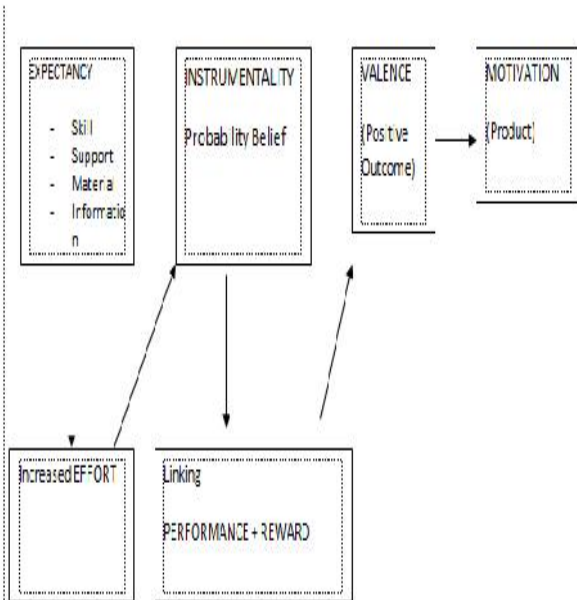 EXPECTANCY
- Skill
- Support
- Material
- Informatio
n
INSTRUMENTALITY
Probability Belief
VALENCE
(Positive
Outcome)
MOTIVATION
(Product)
Increased EFFORT
Linking
PERFORMANCE + REWARD